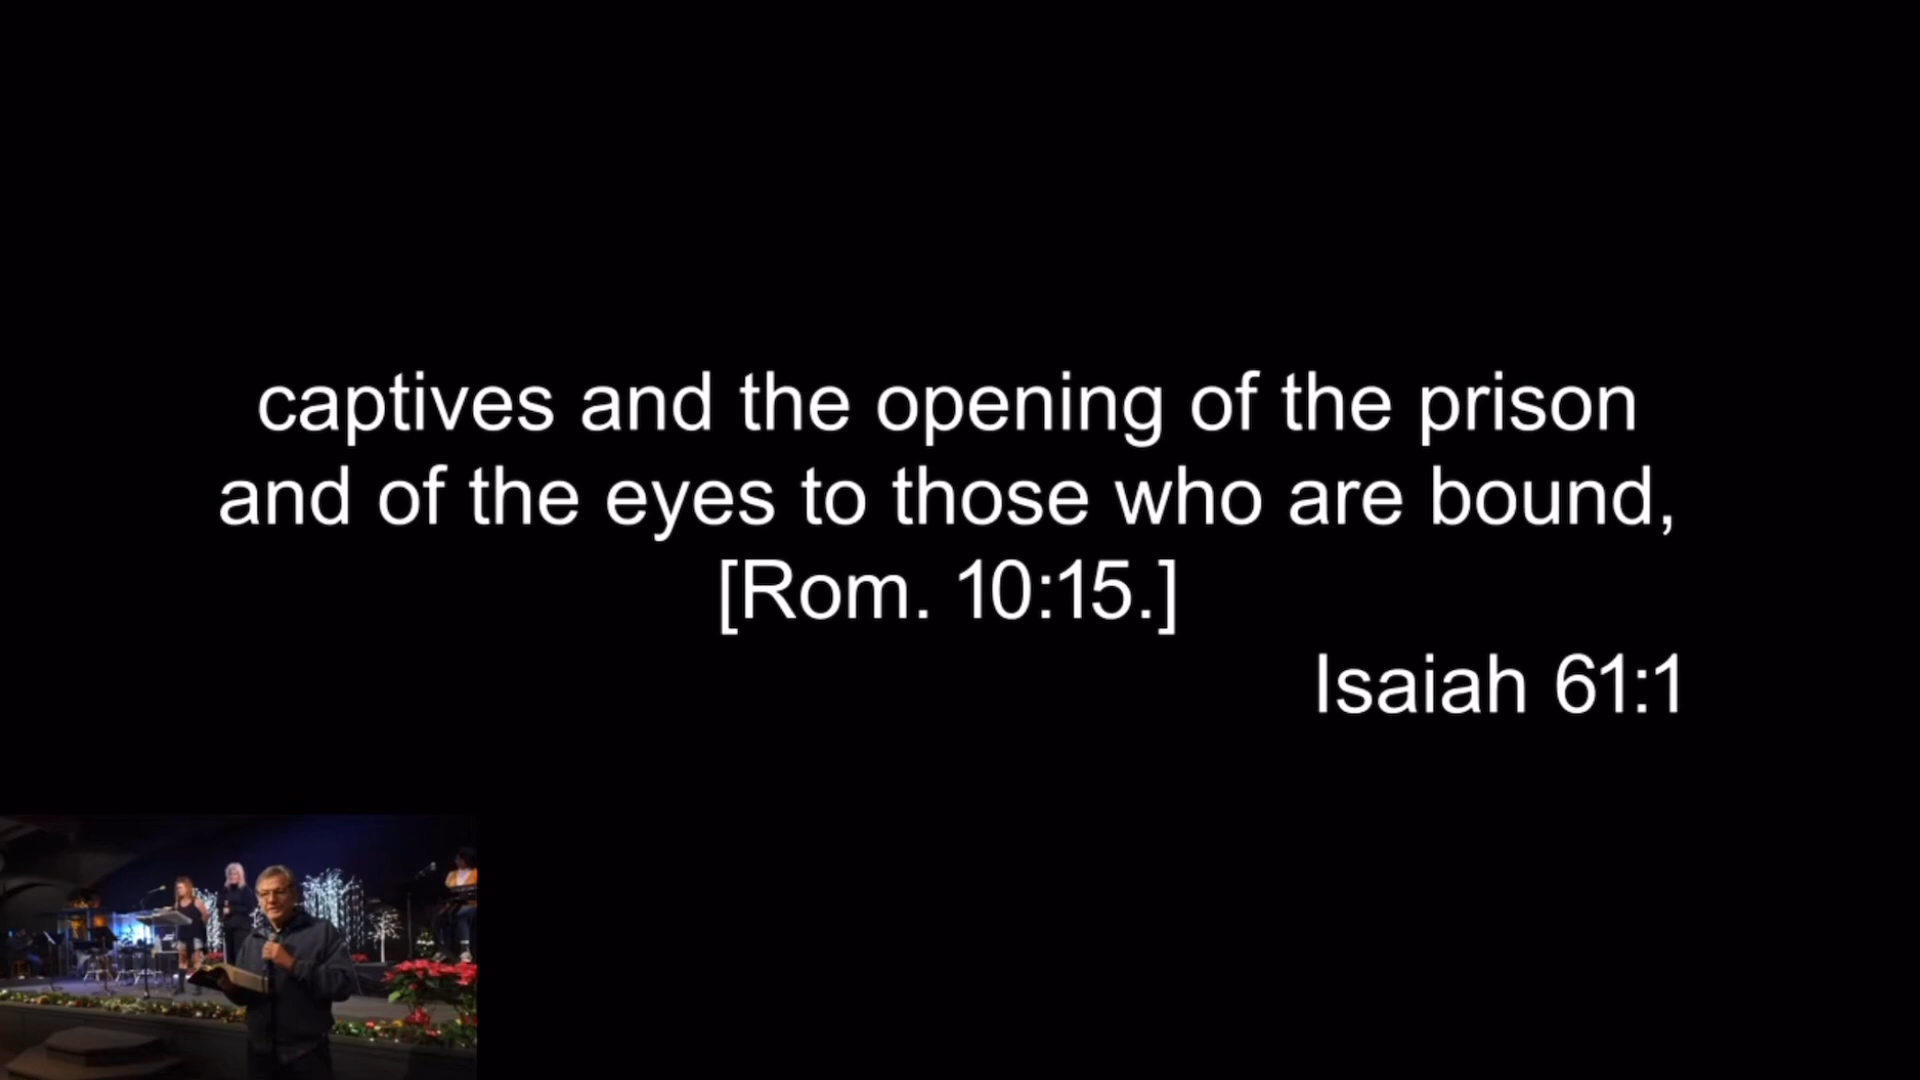 captives and the opening of the prison
and of the eyes to those who are bound,
[Rom. 10:15.]
Isaiah 61:1